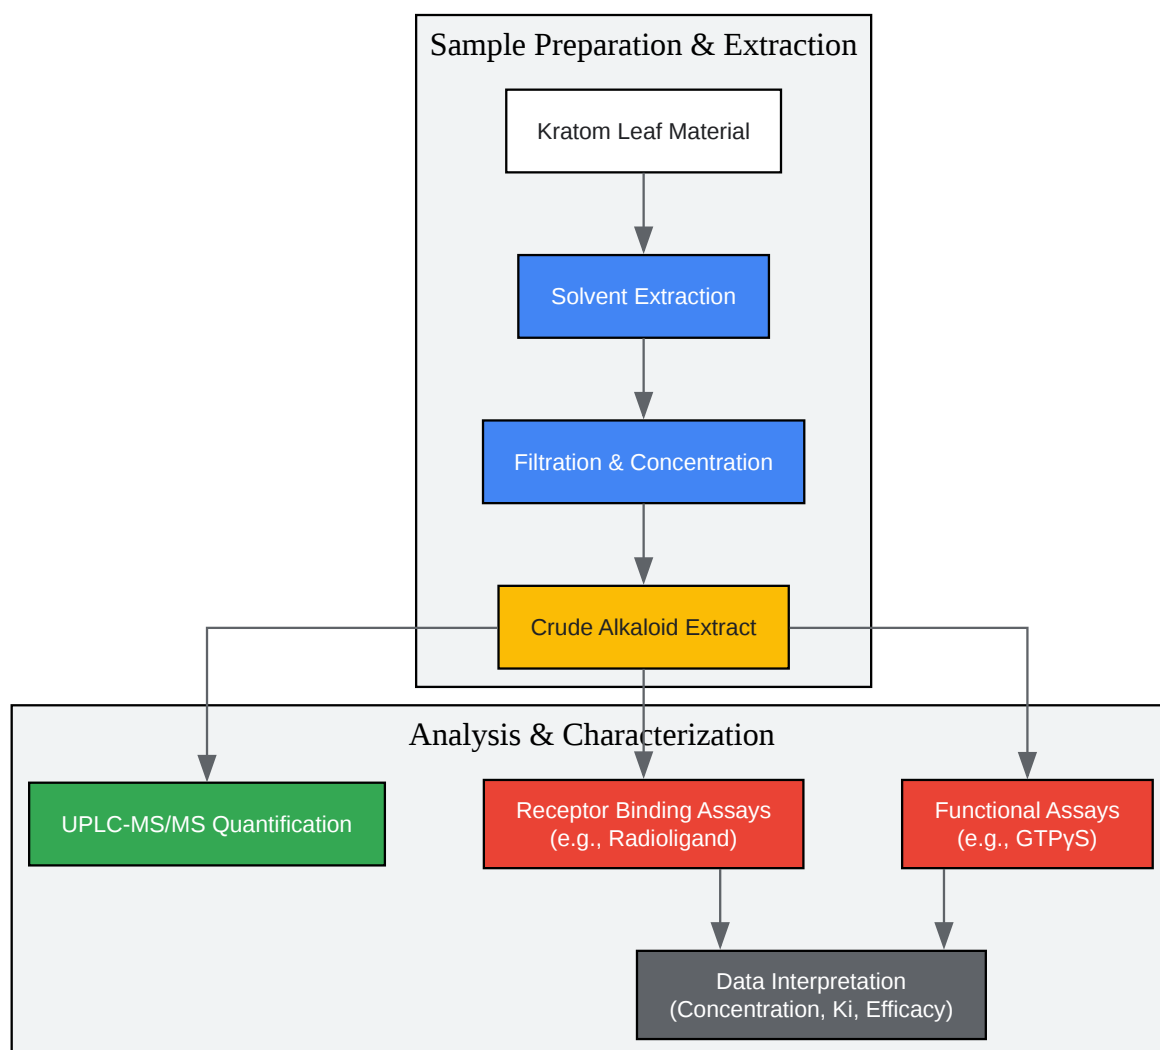 Sample Preparation & Extraction
Kratom Leaf Material
Solvent Extraction
Filtration & Concentration
Crude Alkaloid Extract
Analysis & Characterization
UPLC-MS/MS Quantification
Receptor Binding Assays
(e.g., Radioligand)
Functional Assays
(e.g., GTPγS)
Data Interpretation
(Concentration, Ki, Efficacy)